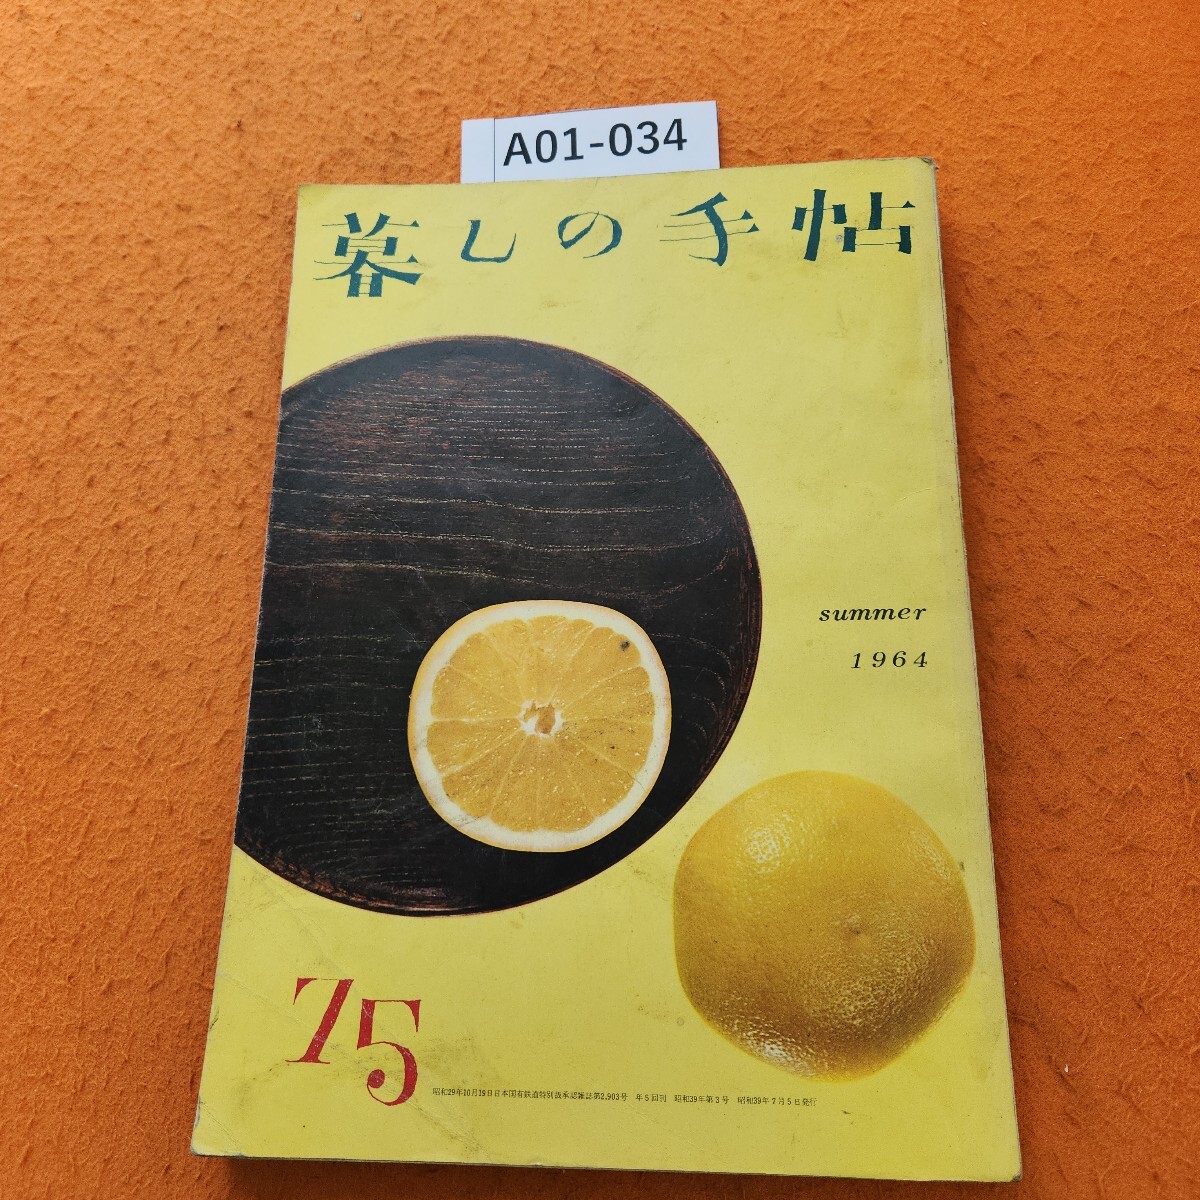 A01-034
暮しの手帖
summer
1964
75
昭和29年10月19日日本国有鉄道特別扱承認雑誌第2,903号 年5回刊 昭和39年第3号 昭和39年7月5日発行